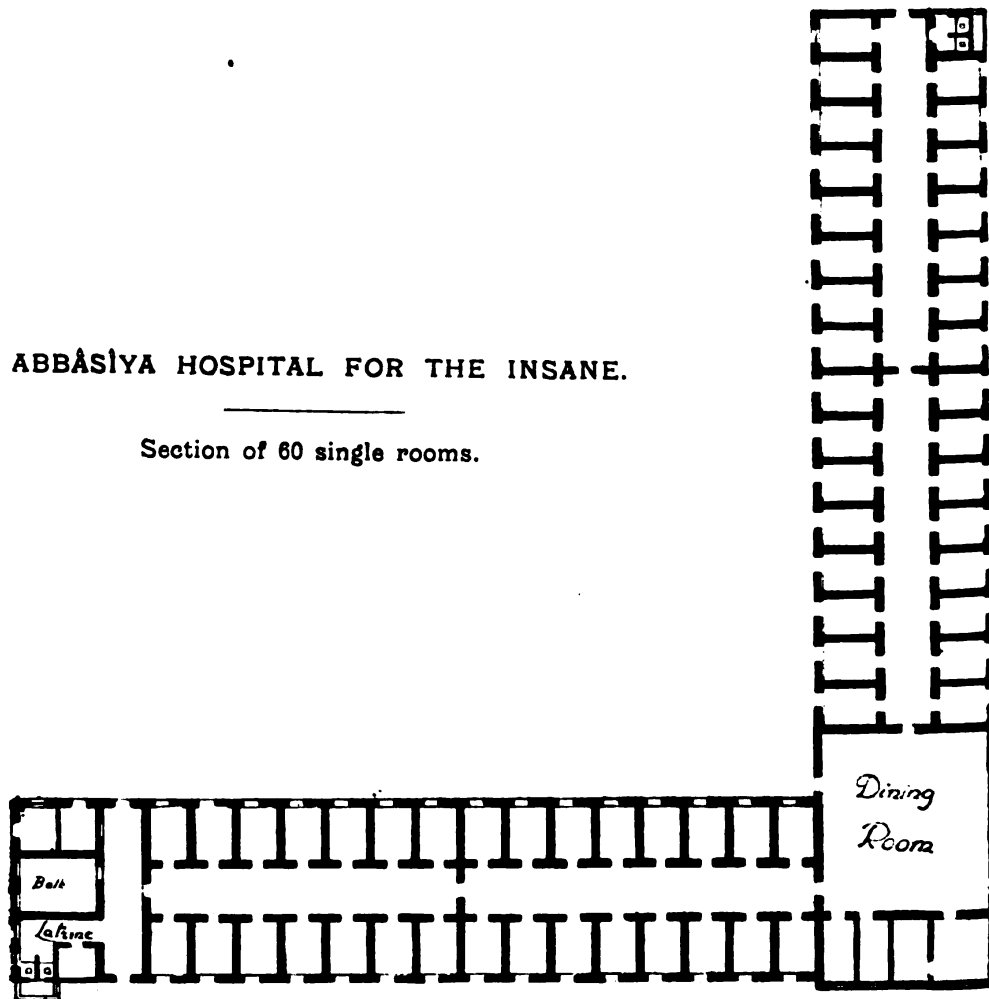 ABBÂSÎYA HOSPITAL FOR THE INSANE.
Section of 60 single rooms.
Dining
Room
Bath
Latrine